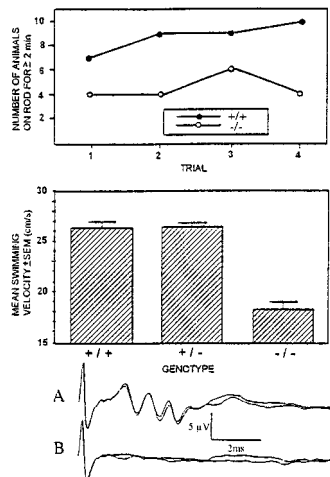 NUMBER OF ANIMALS
ON ROD FOR ≥ 2 min
10
8
6
4
2
0
+/+
-/-
1 2 3 4
TRIAL
MEAN SWIMMING
VELOCITY ±SEM (cm/s)
30
25
20
15
+/+ +/- -/-
GENOTYPE
A
5 µV
2ms
B